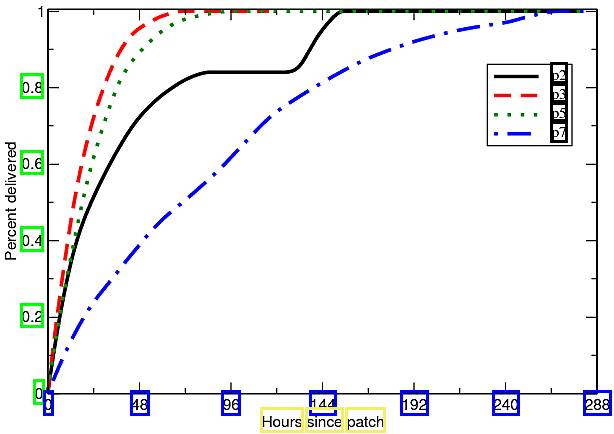 1
0.8
0.6
0.4
0.2
0
Percent delivered
p2
p3
p5
p7
0 48 96 144 192 240 288
Hours since patch